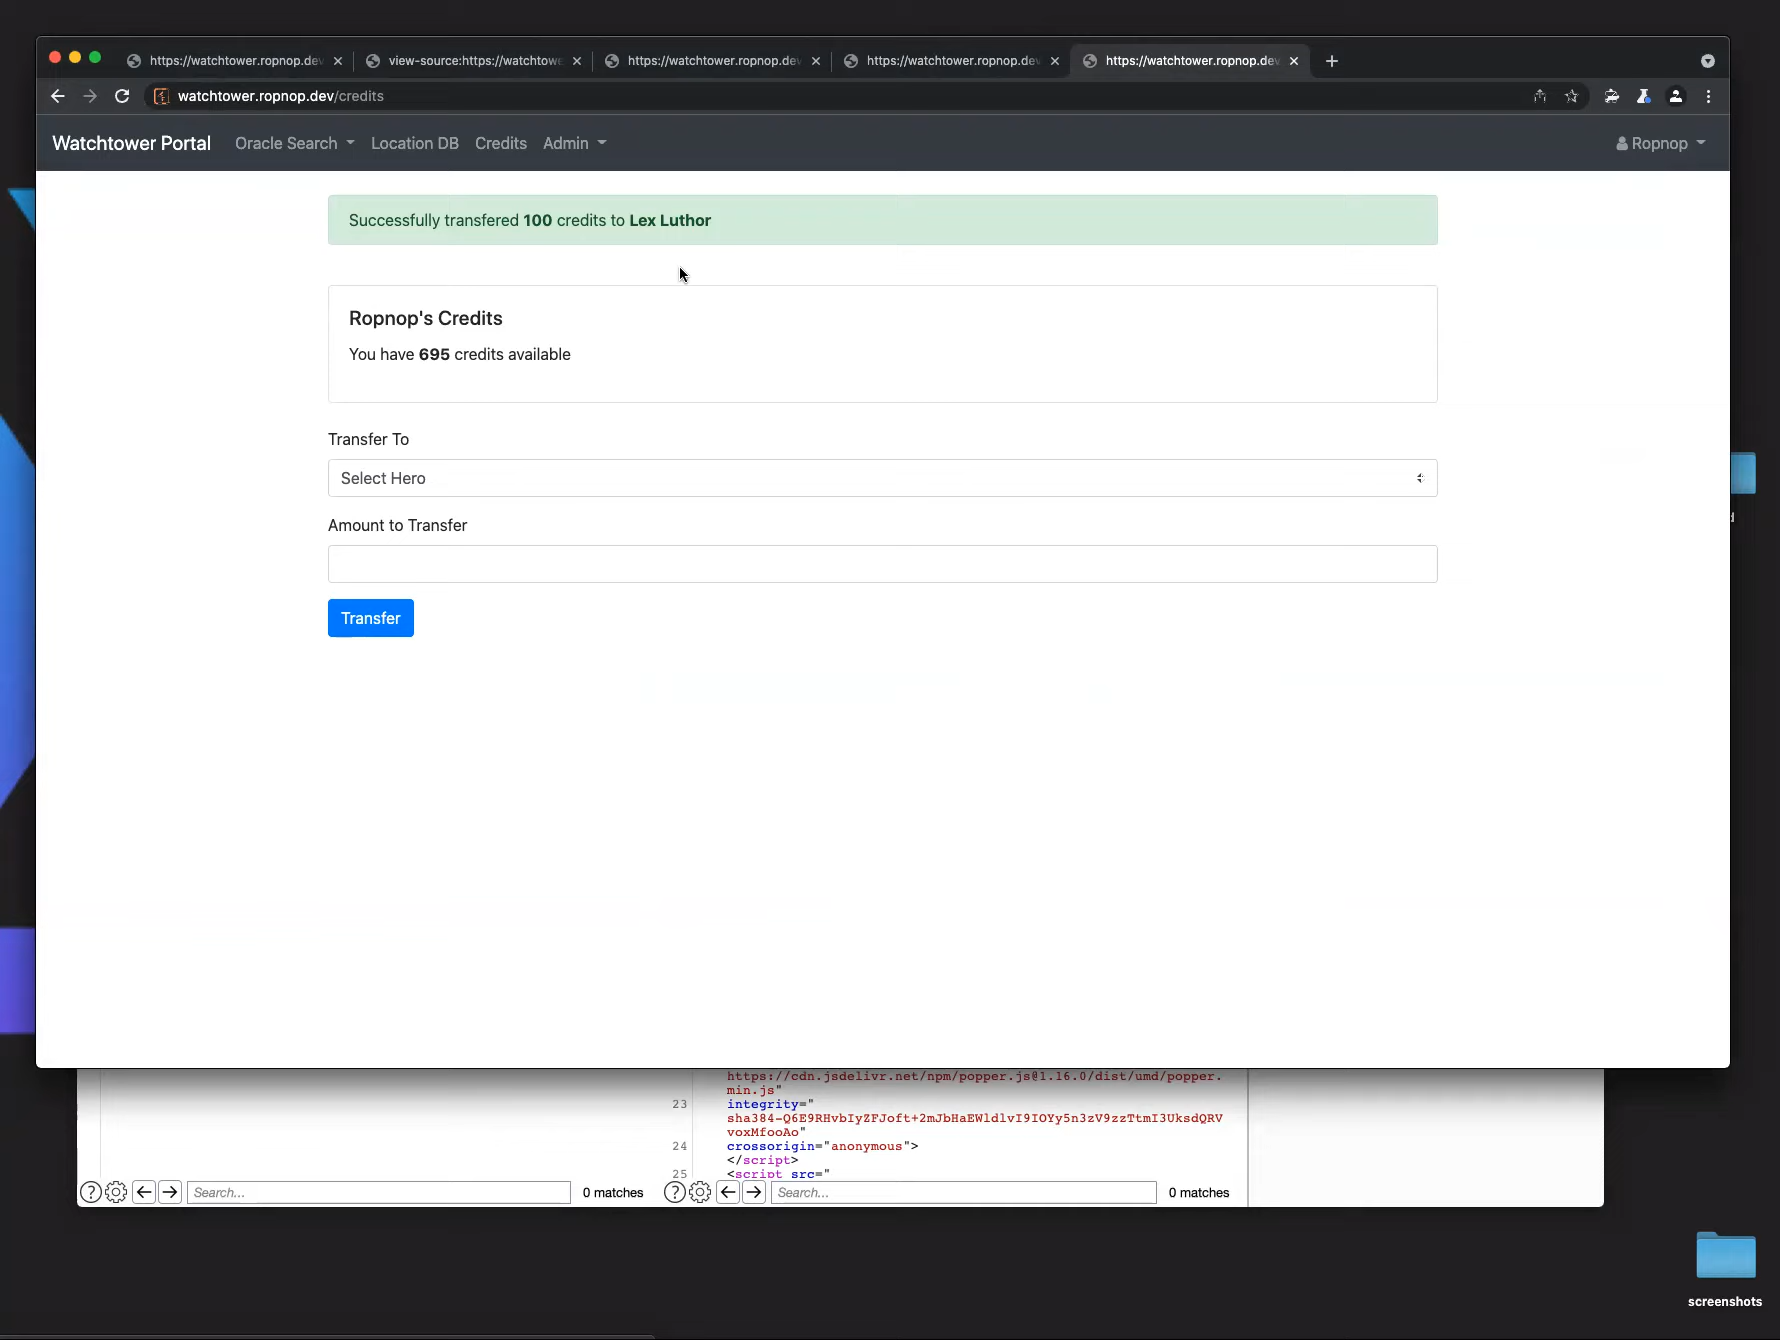 https://watchtower.ropnop.dev
view-source:https://watchtowe
https://watchtower.ropnop.dev
https://watchtower.ropnop.dev
https://watchtower.ropnop.dev
watchtower.ropnop.dev/credits
Watchtower Portal Oracle Search Location DB Credits Admin Ropnop
Successfully transfered 100 credits to Lex Luthor
Ropnop's Credits
You have 695 credits available
Transfer To
Select Hero
Amount to Transfer
Transfer
https://cdn.jsdelivr.net/npm/popper.js@1.16.0/dist/umd/popper.
min.js"
23 integrity="
sha384-Q6E9RHvbIyZFJoft+2mJbHaEWldlvI9IOYy5n3zV9zzTtmI3UksdQRV
voxMfooAo"
24 crossorigin="anonymous">
</script>
25 <script src="
Search... 0 matches Search... 0 matches
screenshots